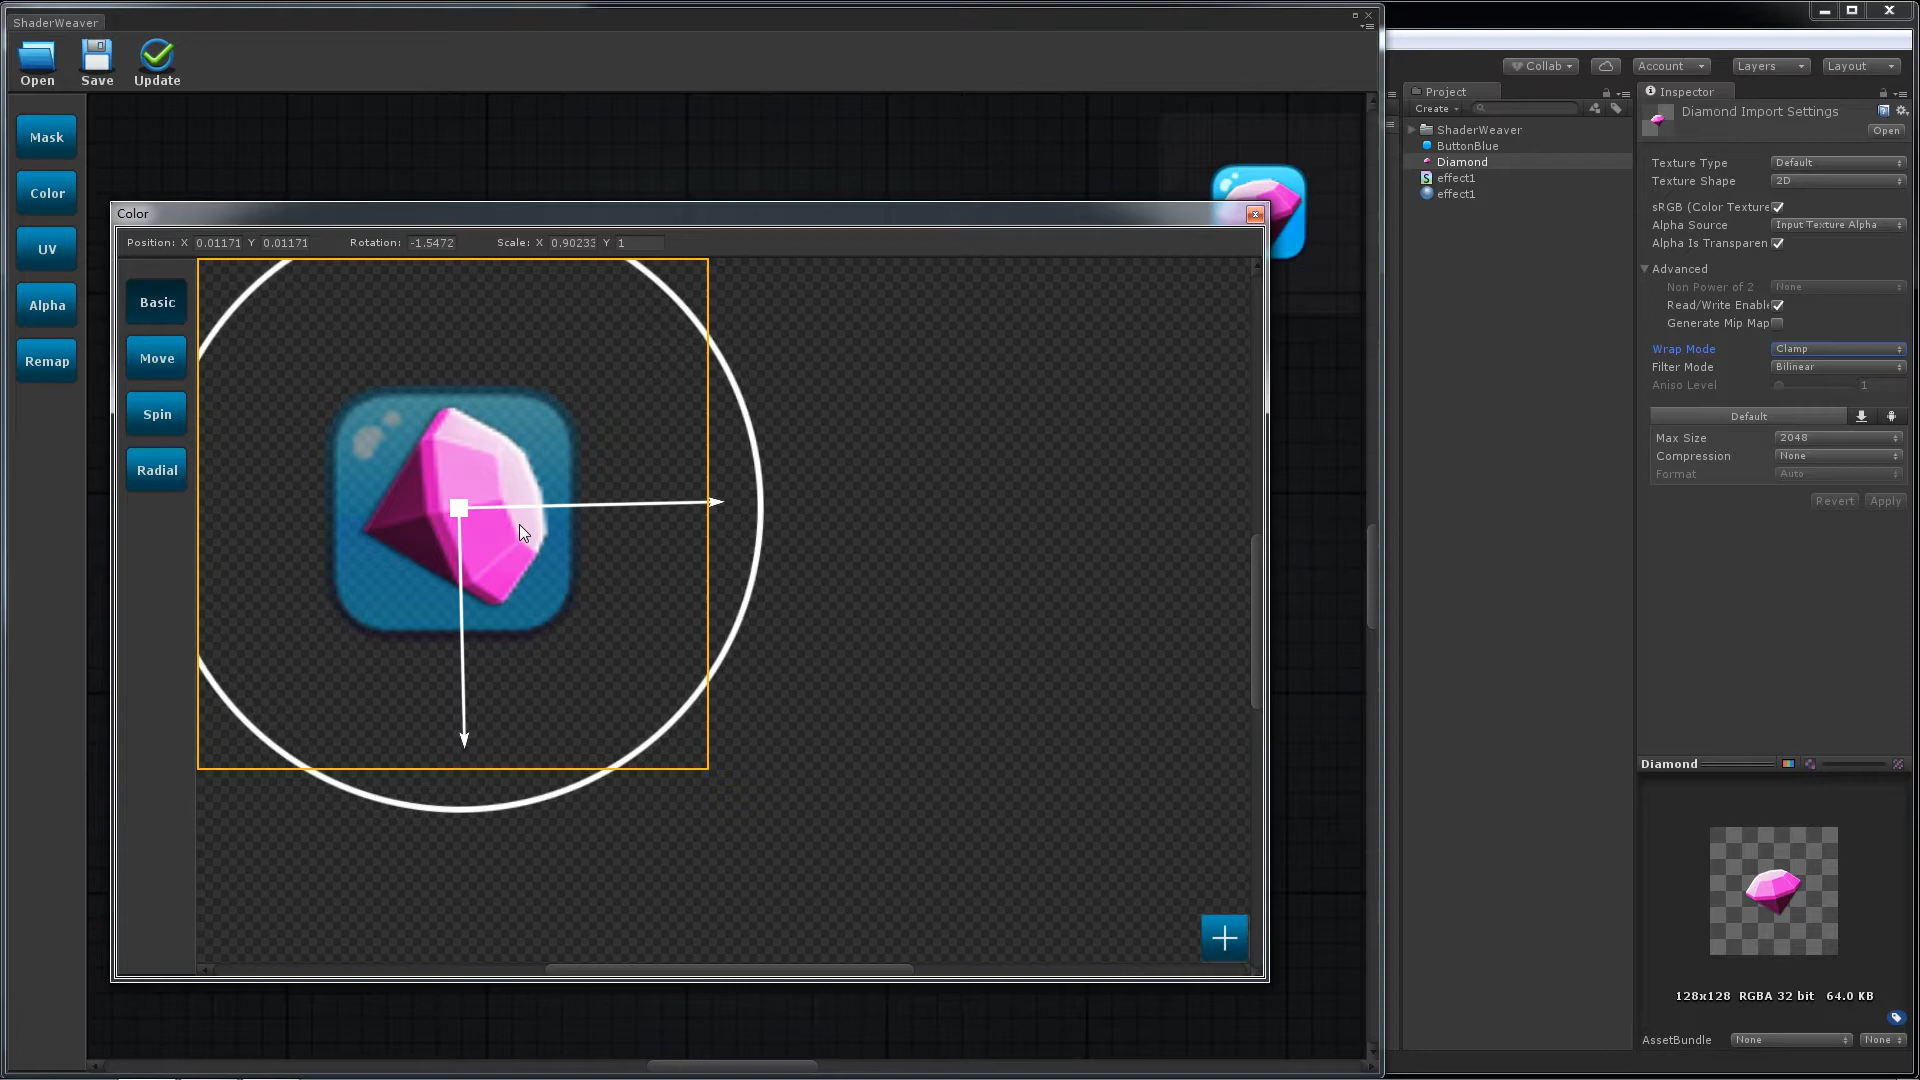 ShaderWeaver
Open
Save
Update
Mask
Color
UV
Alpha
Remap
Color
Position: X 0.01171 Y 0.01171 Rotation: -1.5472 Scale: X 0.9023 Y 1
Basic
Move
Spin
Radial
Collab
Account
Layers
Layout
Project
Create
ShaderWeaver
ButtonBlue
Diamond
effect1
effect1
Inspector
Diamond Import Settings
Open
Texture Type Default
Texture Shape 2D
sRGB (Color Texture
Alpha Source Input Texture Alpha
Alpha Is Transparen
Advanced
Non Power of 2 None
Read/Write Enabl
Generate Mip Map
Wrap Mode Clamp
Filter Mode Bilinear
Aniso Level 1
Default
Max Size 2048
Compression None
Format Auto
Revert Apply
Diamond
128x128 RGBA 32 bit 64.0 KB
AssetBundle None None